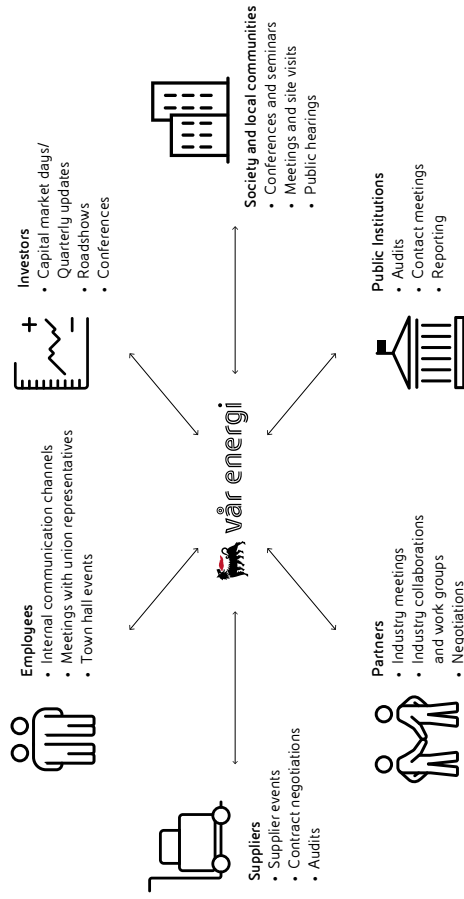 Employees
• Internal communication channels
• Meetings with union representatives
• Town hall events
Investors
• Capital market days/
Quarterly updates
• Roadshows
• Conferences
Suppliers
• Supplier events
• Contract negotiations
• Audits
vår energi
Society and local communities
• Conferences and seminars
• Meetings and site visits
• Public hearings
Partners
• Industry meetings
• Industry collaborations
and work groups
• Negotiations
Public Institutions
• Audits
• Contact meetings
• Reporting